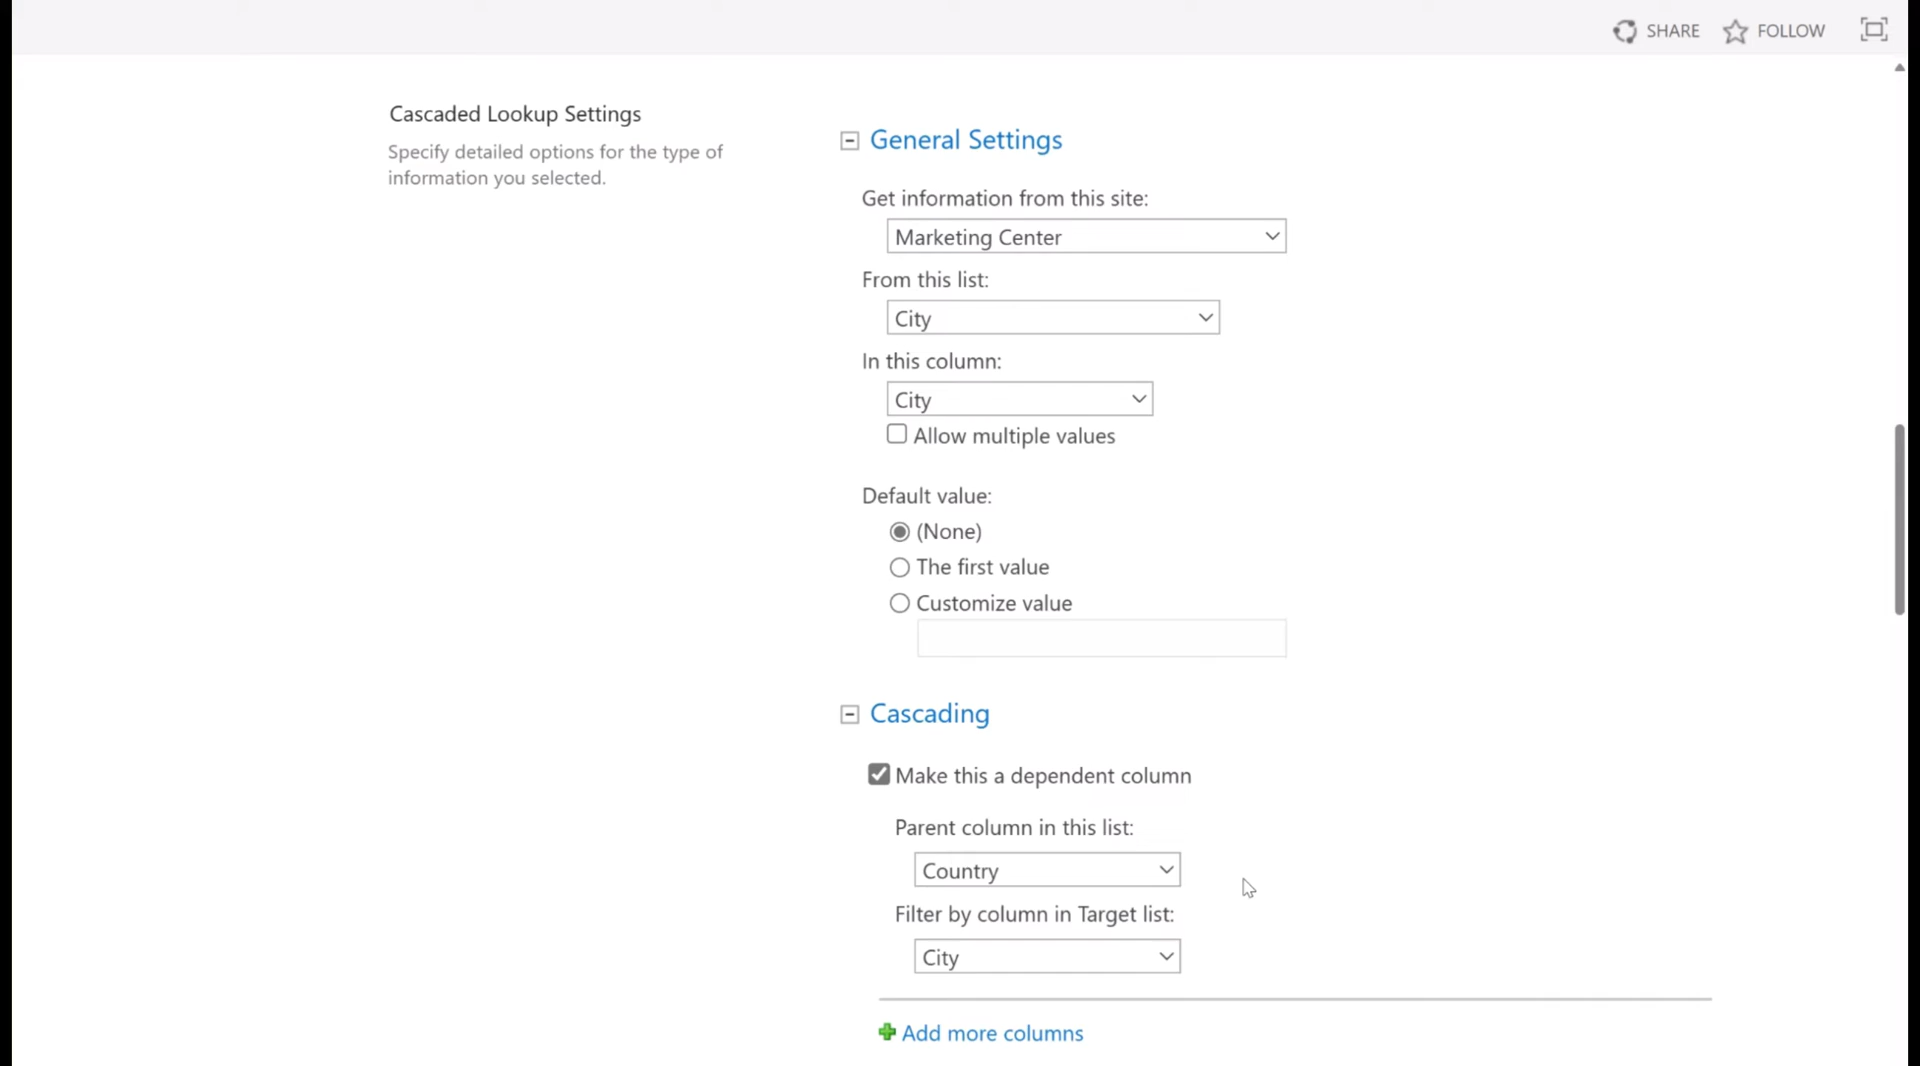 SHARE FOLLOW
Cascaded Lookup Settings
Specify detailed options for the type of
information you selected.
General Settings
Get information from this site:
Marketing Center
From this list:
City
In this column:
City
Allow multiple values
Default value:
(None)
The first value
Customize value
Cascading
Make this a dependent column
Parent column in this list:
Country
Filter by column in Target list:
City
Add more columns